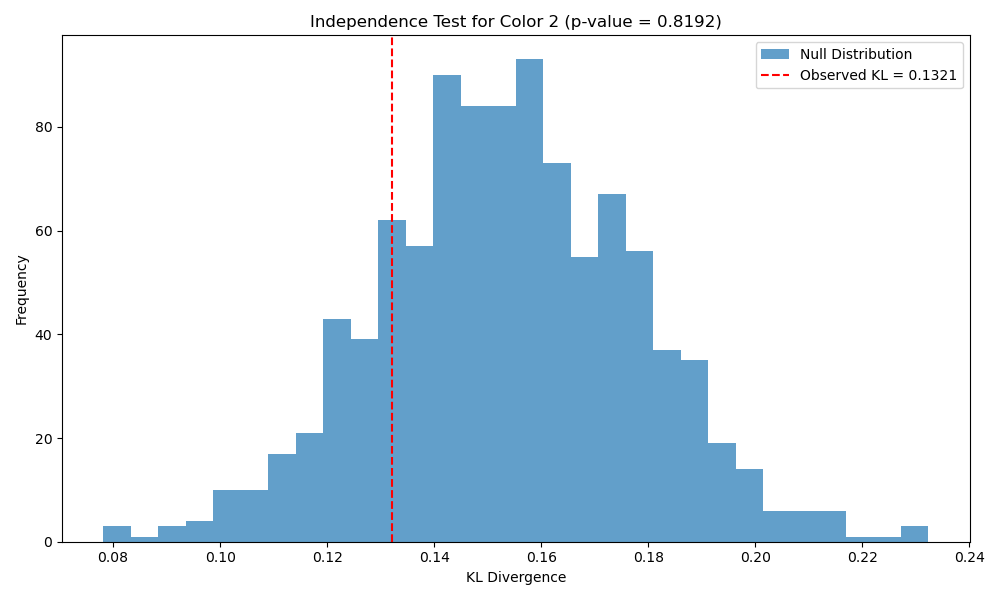 Independence Test for Color 2 (p-value = 0.8192)
Null Distribution
Observed KL = 0.1321
Frequency
80
60
40
20
0
0.08 0.10 0.12 0.14 0.16 0.18 0.20 0.22 0.24
KL Divergence